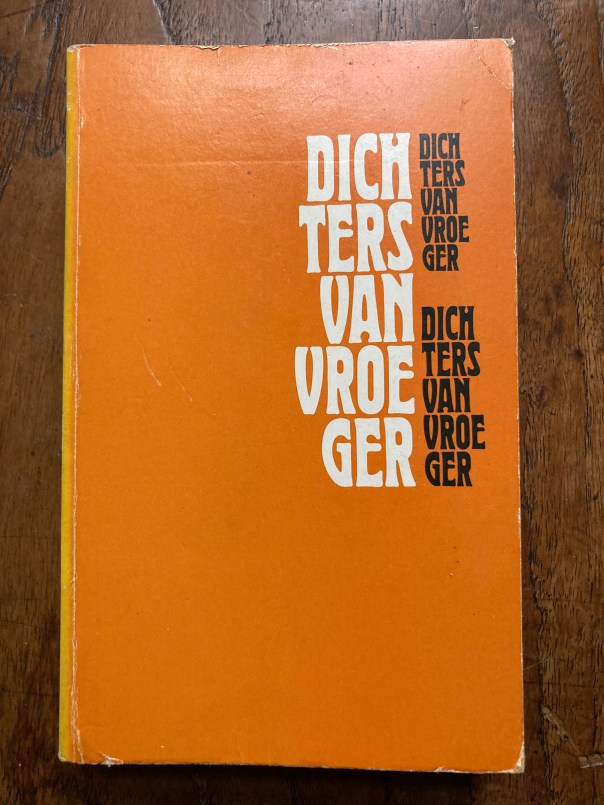 DICH
TERS
VAN
VROE
GER
DICH
TERS
VAN
VROE
GER
DICH
TERS
VAN
VROE
GER